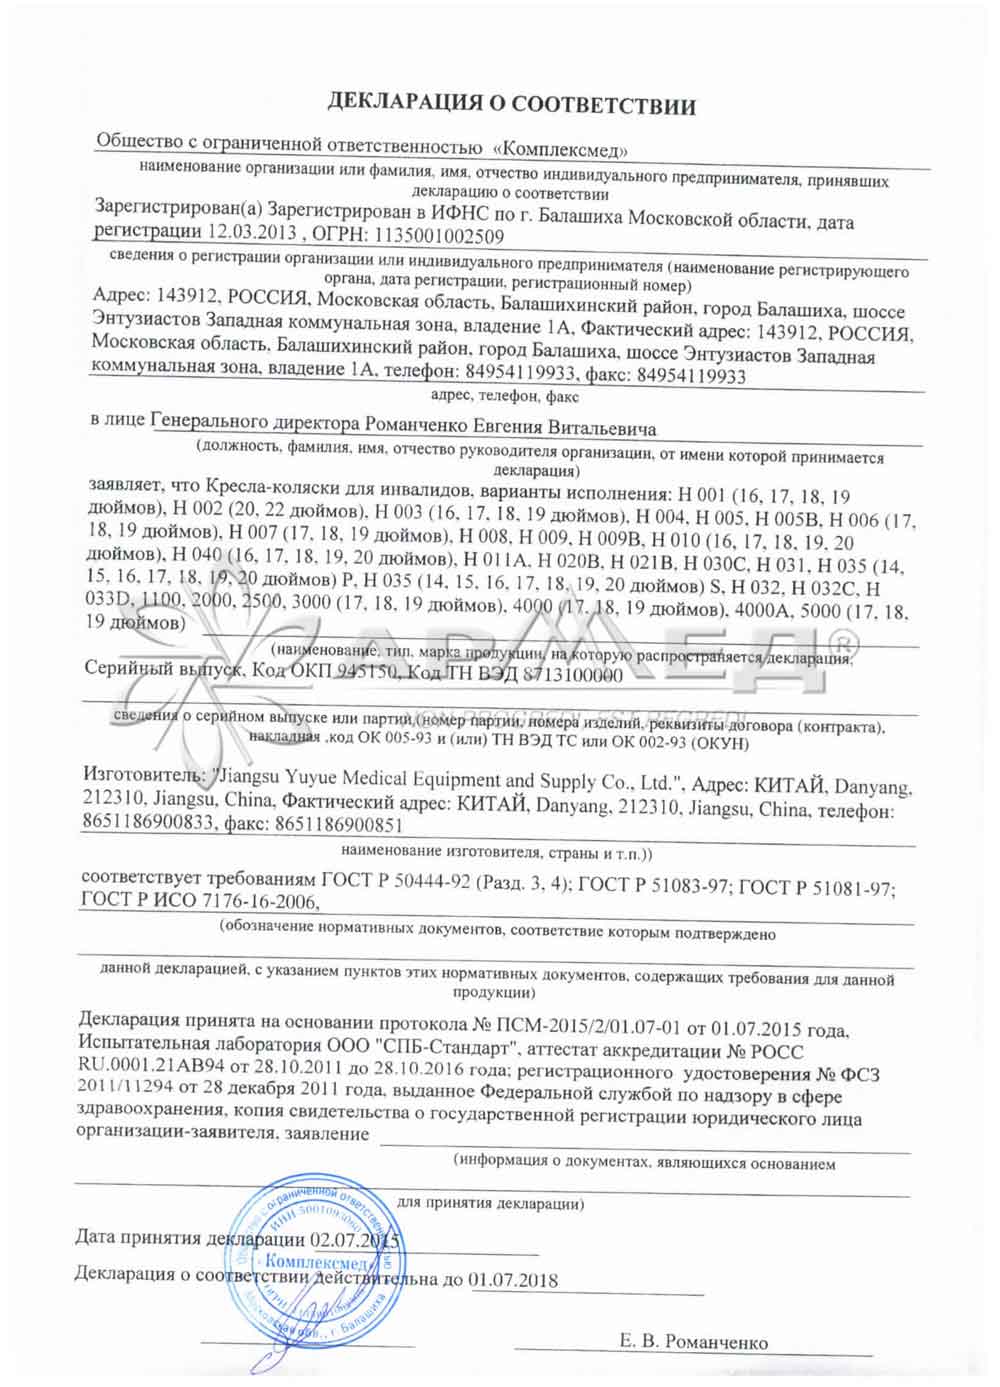 ДЕКЛАРАЦИЯ О СООТВЕТСТВИИ
Общество с ограниченной ответственностью «Комплексмед»
наименование организации или фамилия, имя, отчество индивидуального предпринимателя, принявших
декларацию о соответствии
Зарегистрирован(а) Зарегистрирован в ИФНС по г. Балашиха Московской области, дата
регистрации 12.03.2013 , ОГРН: 1135001002509
сведения о регистрации организации или индивидуального предпринимателя (наименование регистрирующего
органа, дата регистрации, регистрационный номер)
Адрес: 143912, РОССИЯ, Московская область, Балашихинский район, город Балашиха, шоссе
Энтузиастов Западная коммунальная зона, владение 1А, Фактический адрес: 143912, РОССИЯ,
Московская область, Балашихинский район, город Балашиха, шоссе Энтузиастов Западная
коммунальная зона, владение 1А, телефон: 84954119933, факс: 84954119933
адрес, телефон, факс
в лице Генерального директора Романченко Евгения Витальевича
(должность, фамилия, имя, отчество руководителя организации, от имени которой принимается
декларация)
заявляет, что Кресла-коляски для инвалидов, варианты исполнения: Н 001 (16, 17, 18, 19
дюймов), Н 002 (20, 22 дюймов), Н 003 (16, 17, 18, 19 дюймов), Н 004, Н 005, Н 005В, Н 006 (17,
18, 19 дюймов), Н 007 (17, 18, 19 дюймов), Н 008, Н 009, Н 009В, Н 010 (16, 17, 18, 19, 20
дюймов), Н 040 (16, 17, 18, 19, 20 дюймов), Н 011А, Н 020В, Н 021В, Н 030С, Н 031, Н 035 (14,
15, 16, 17, 18, 19, 20 дюймов) Р, Н 035 (14, 15, 16, 17, 18, 19, 20 дюймов) S, Н 032, Н 032С, Н
033D, 1100, 2000, 2500, 3000 (17, 18, 19 дюймов), 4000 (17, 18, 19 дюймов), 4000А, 5000 (17, 18,
19 дюймов)
АРМЕД®
(наименование, тип, марка продукции, на которую распространяется декларация,
Серийный выпуск, Код ОКП 945150, Код ТН ВЭД 8713100000
NON PROGREDI EST REGREDI
сведения о серийном выпуске или партии,(номер партии, номера изделий, реквизиты договора (контракта),
накладная ,код ОК 005-93 и (или) ТН ВЭД ТС или ОК 002-93 (ОКУН)
Изготовитель: "Jiangsu Yuyue Medical Equipment and Supply Co., Ltd.", Адрес: КИТАЙ, Danyang,
212310, Jiangsu, China, Фактический адрес: КИТАЙ, Danyang, 212310, Jiangsu, China, телефон:
8651186900833, факс: 8651186900851
наименование изготовителя, страны и т.п.))
соответствует требованиям ГОСТ Р 50444-92 (Разд. 3, 4); ГОСТ Р 51083-97; ГОСТ Р 51081-97;
ГОСТ Р ИСО 7176-16-2006,
(обозначение нормативных документов, соответствие которым подтверждено
данной декларацией, с указанием пунктов этих нормативных документов, содержащих требования для данной
продукции)
Декларация принята на основании протокола № ПСМ-2015/2/01.07-01 от 01.07.2015 года,
Испытательная лаборатория ООО "СПБ-Стандарт", аттестат аккредитации № РОСС
RU.0001.21АВ94 от 28.10.2011 до 28.10.2016 года; регистрационного удостоверения № ФСЗ
2011/11294 от 28 декабря 2011 года, выданное Федеральной службой по надзору в сфере
здравоохранения, копия свидетельства о государственной регистрации юридического лица
организации-заявителя, заявление
(информация о документах, являющихся основанием
для принятия декларации)
Дата принятия декларации 02.07.2015
Декларация о соответствии действительна до 01.07.2018
Общество с ограниченной ответственностью
Комплексмед
Московская обл., г. Балашиха
Е. В. Романченко